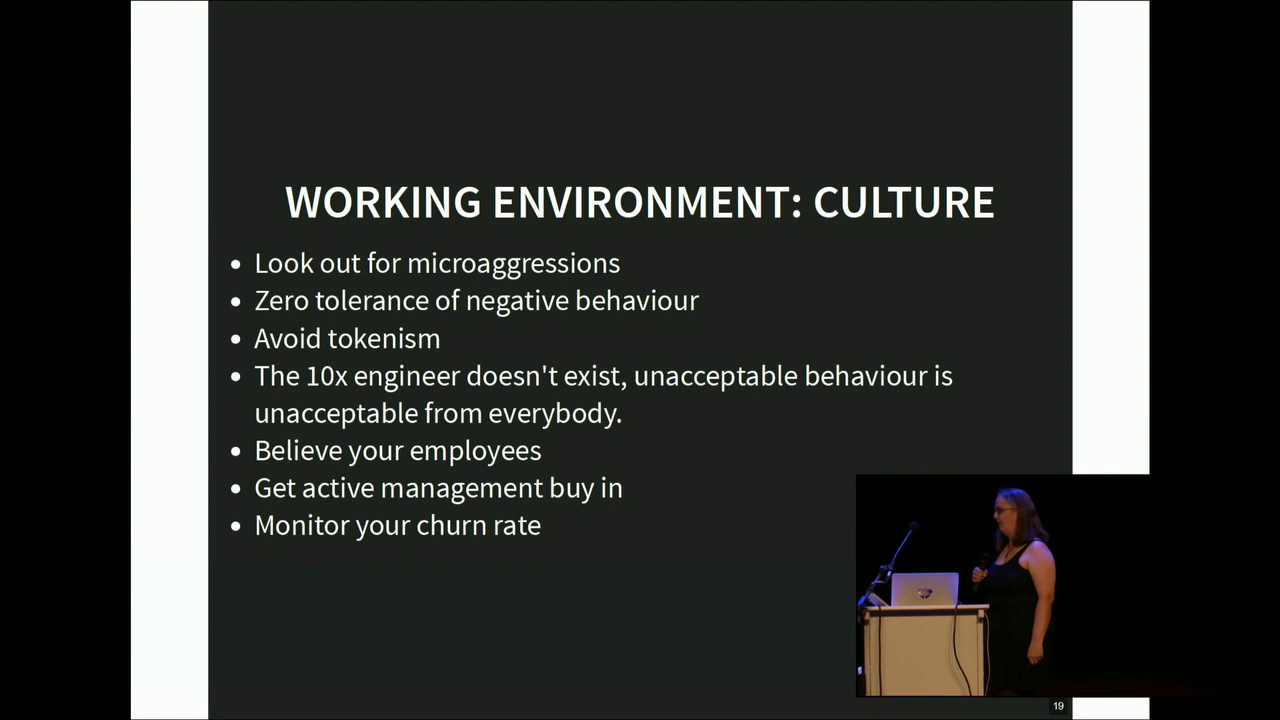 WORKING ENVIRONMENT: CULTURE
• Look out for microaggressions
• Zero tolerance of negative behaviour
• Avoid tokenism
• The 10x engineer doesn't exist, unacceptable behaviour is
unacceptable from everybody.
• Believe your employees
• Get active management buy in
• Monitor your churn rate
19